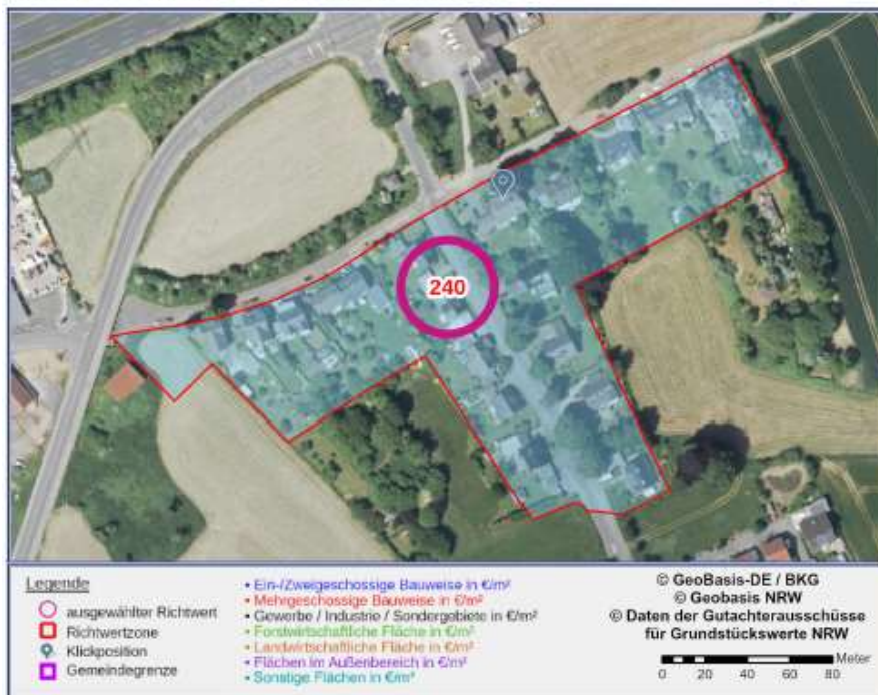 240
Legende
ausgewählter Richtwert
Richtwertzone
Klickposition
Gemeindegrenze
• Ein-/Zweigeschossige Bauweise in €/m²
• Mehrgeschossige Bauweise in €/m²
• Gewerbe / Industrie / Sondergebiete in €/m²
• Forstwirtschaftliche Fläche in €/m²
• Landwirtschaftliche Fläche in €/m²
• Flächen im Außenbereich in €/m²
• Sonstige Flächen in €/m²
© GeoBasis-DE / BKG
© Geobasis NRW
© Daten der Gutachterausschüsse
für Grundstückswerte NRW
Meter
0 20 40 60 80